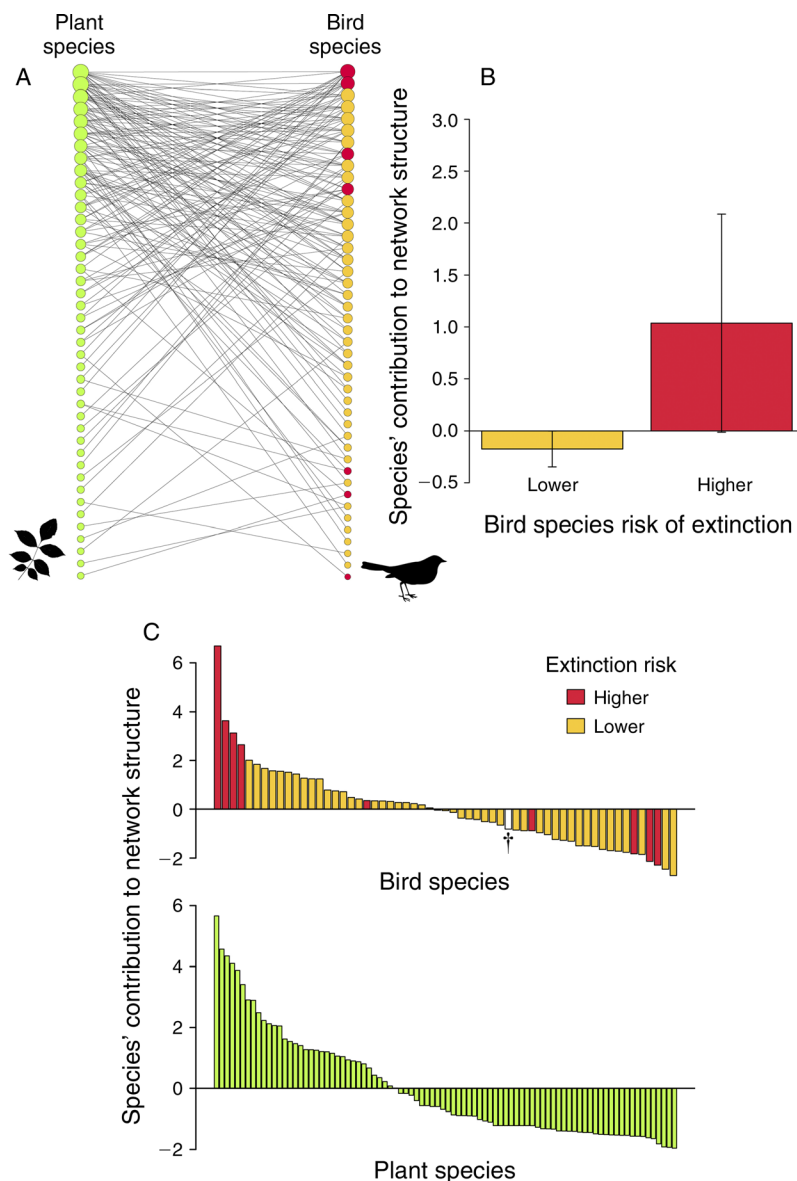 Plant
species
Bird
species
A
B
Species’ contribution to network structure
3.0
2.5
2.0
1.5
1.0
0.5
0.0
−0.5
Lower
Higher
Bird species risk of extinction
C
Species’ contribution to network structure
6
4
2
0
−2
Extinction risk
Higher
Lower
†
Bird species
6
4
2
0
−2
Plant species